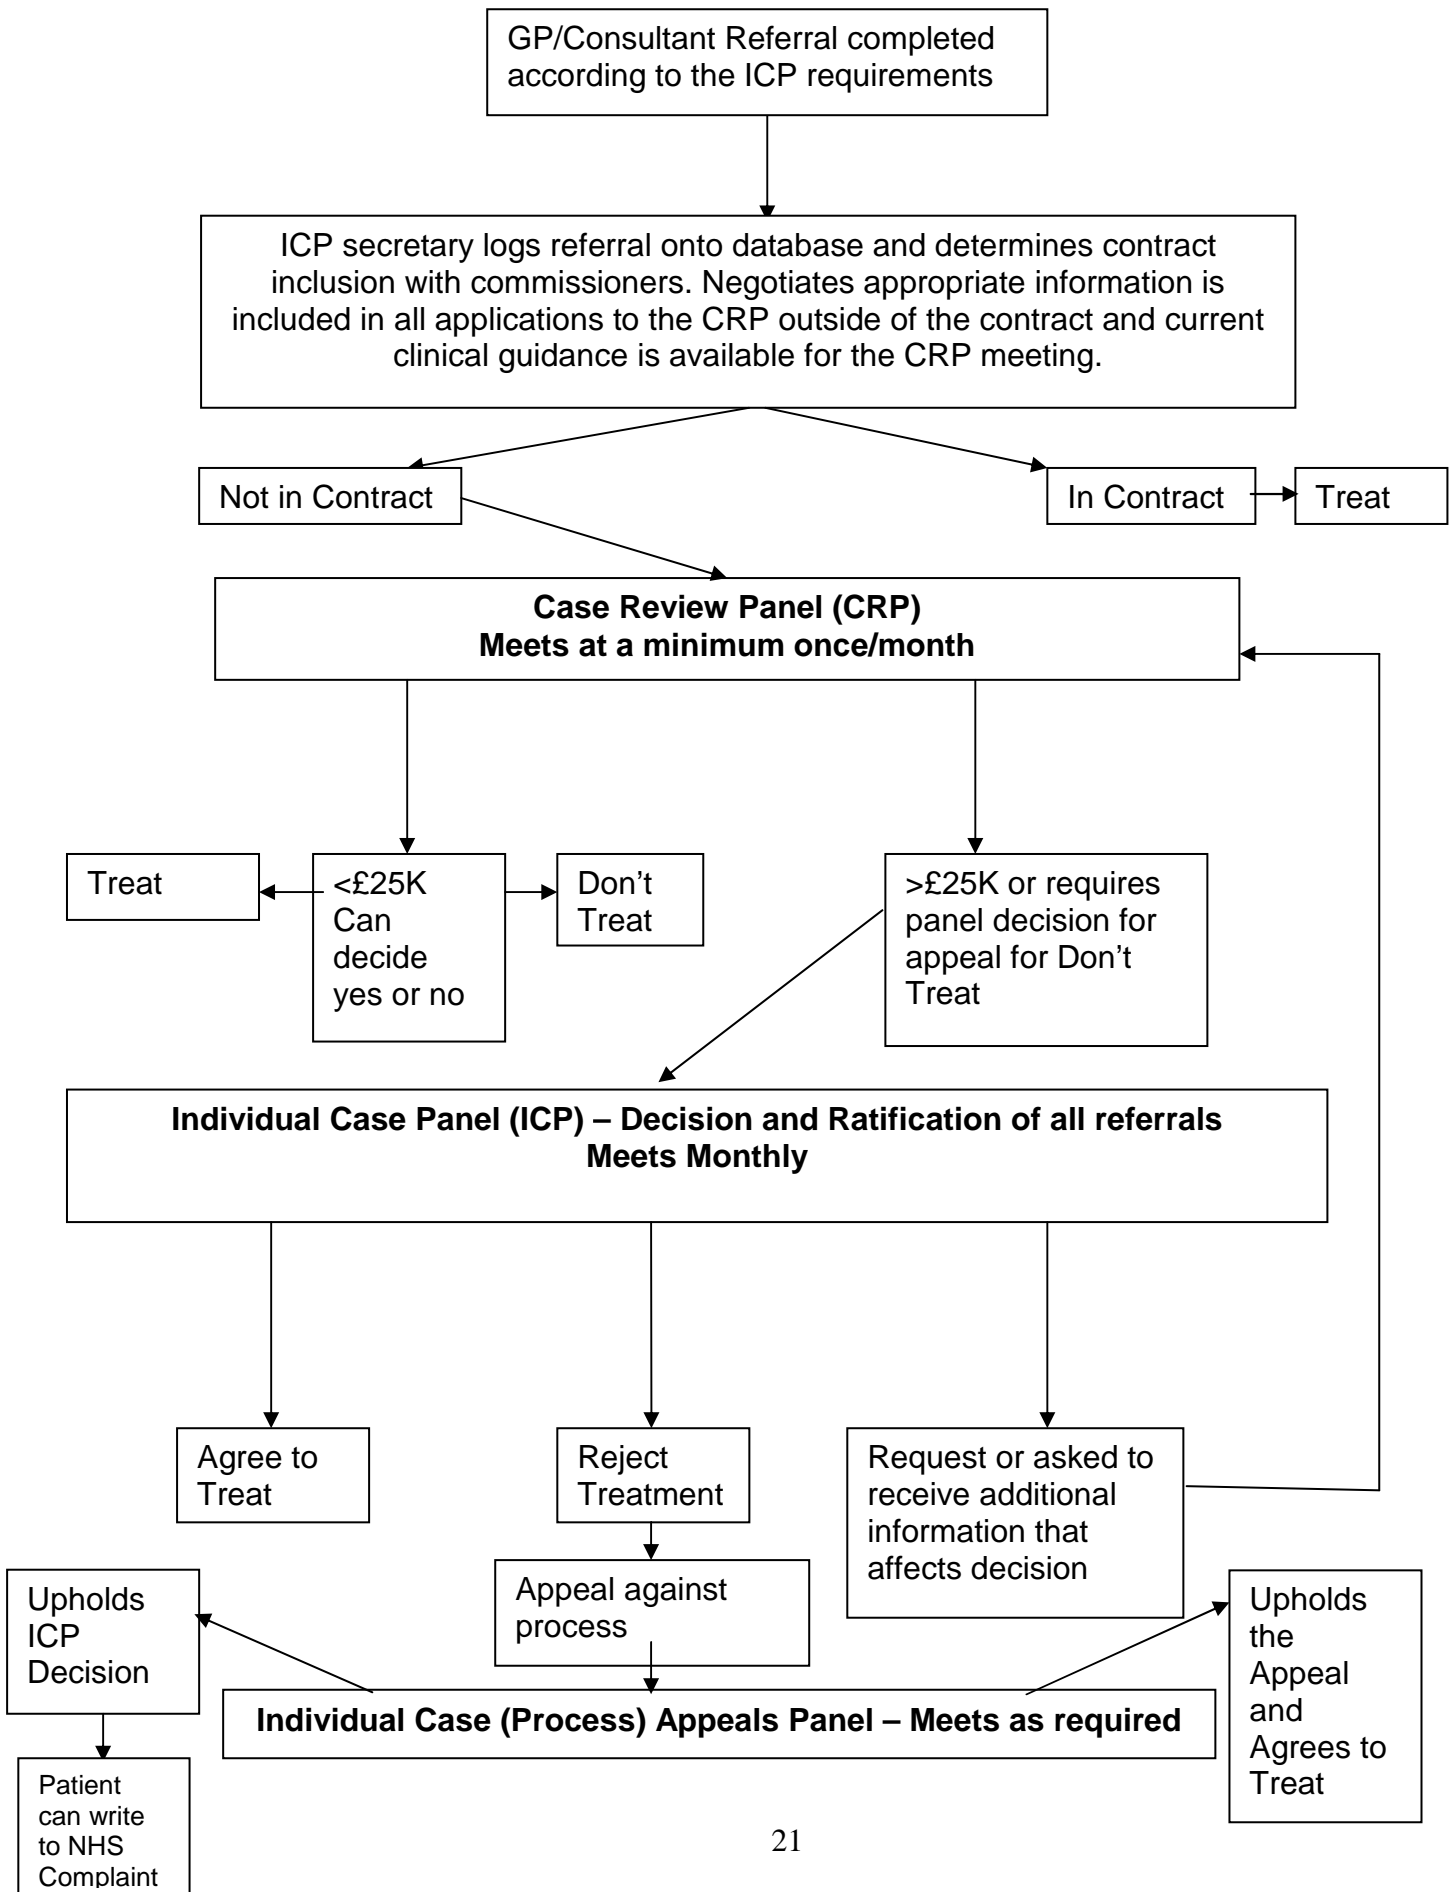 GP/Consultant Referral completed
according to the ICP requirements
ICP secretary logs referral onto database and determines contract
inclusion with commissioners. Negotiates appropriate information is
included in all applications to the CRP outside of the contract and current
clinical guidance is available for the CRP meeting.
Not in Contract
In Contract
Treat
Case Review Panel (CRP)
Meets at a minimum once/month
Treat
<£25K
Can
decide
yes or no
Don't
Treat
>£25K or requires
panel decision for
appeal for Don't
Treat
Individual Case Panel (ICP) – Decision and Ratification of all referrals
Meets Monthly
Agree to
Treat
Reject
Treatment
Request or asked to
receive additional
information that
affects decision
Appeal against
process
Upholds
ICP
Decision
Individual Case (Process) Appeals Panel – Meets as required
Upholds
the
Appeal
and
Agrees to
Treat
Patient
can write
to NHS
Complaint
21